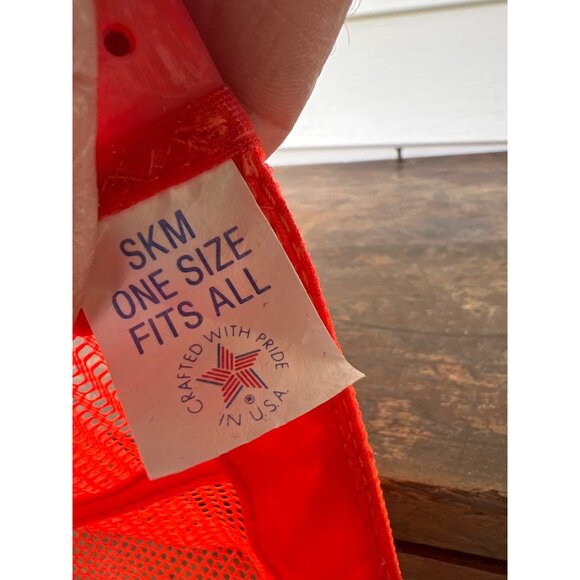 SKM
ONE SIZE
FITS ALL
CRAFTED WITH PRIDE
IN U.S.A.
®